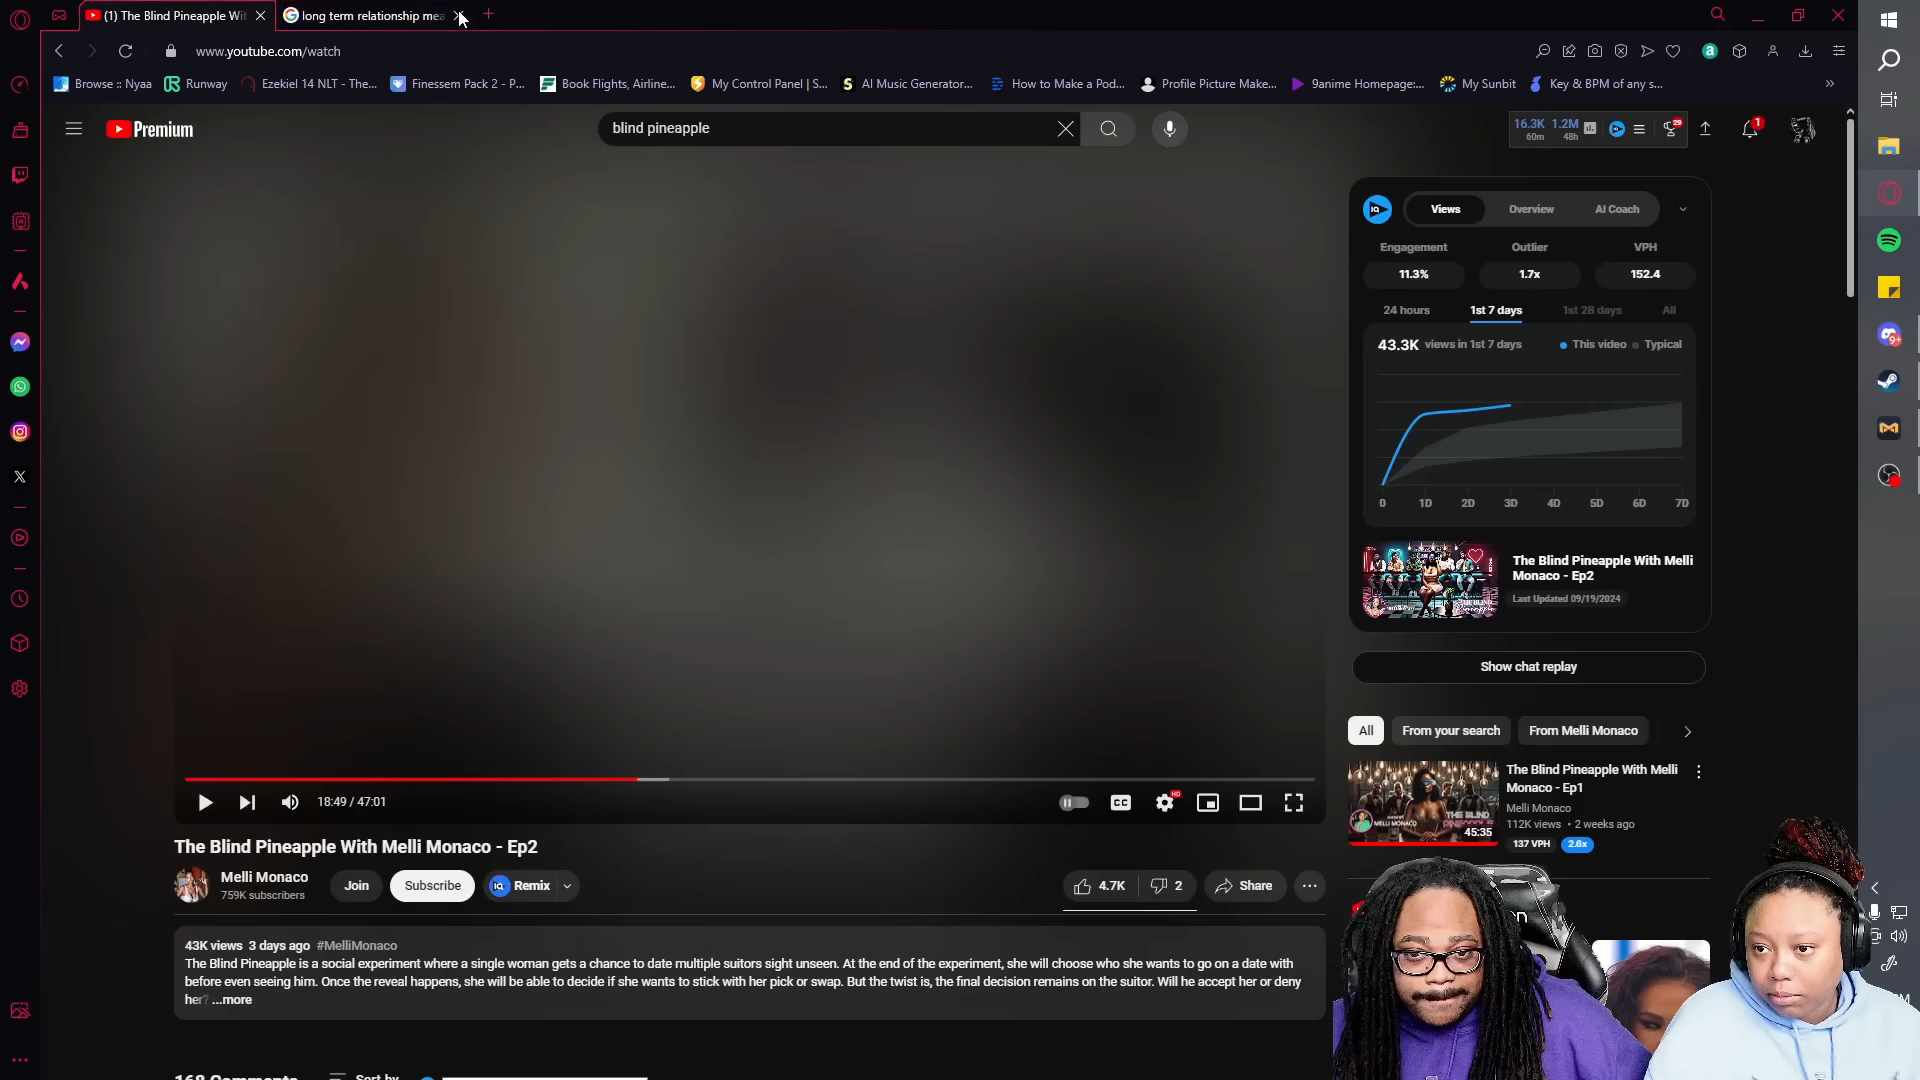 (1) The Blind Pineapple Wit
long term relationship mea
www.youtube.com/watch
Browse :: Nyaa
Runway
Ezekiel 14 NLT - The...
Finessem Pack 2 - P...
Book Flights, Airline...
My Control Panel | S...
AI Music Generator...
How to Make a Pod...
Profile Picture Make...
9anime Homepage:...
My Sunbit
Key & BPM of any s...
Premium
blind pineapple
16.3K 1.2M
60m 48h
29
1
Views
Overview
AI Coach
Engagement
Outlier
VPH
11.3%
1.7x
152.4
24 hours
1st 7 days
1st 28 days
All
43.3K views in 1st 7 days
This video
Typical
0 1D 2D 3D 4D 5D 6D 7D
The Blind Pineapple With Melli
Monaco - Ep2
Last Updated 09/19/2024
Show chat replay
All
From your search
From Melli Monaco
The Blind Pineapple With Melli
Monaco - Ep1
Melli Monaco
112K views • 2 weeks ago
137 VPH
2.6x
45:35
MELLI MONACO
18:49 / 47:01
CC
HD
The Blind Pineapple With Melli Monaco - Ep2
Melli Monaco
759K subscribers
Join
Subscribe
Remix
4.7K
2
Share
43K views 3 days ago #MelliMonaco
The Blind Pineapple is a social experiment where a single woman gets a chance to date multiple suitors sight unseen. At the end of the experiment, she will choose who she wants to go on a date with
before even seeing him. Once the reveal happens, she will be able to decide if she wants to stick with her pick or swap. But the twist is, the final decision remains on the suitor. Will he accept her or deny
her? ...more
168 Comments
Sort by
9+